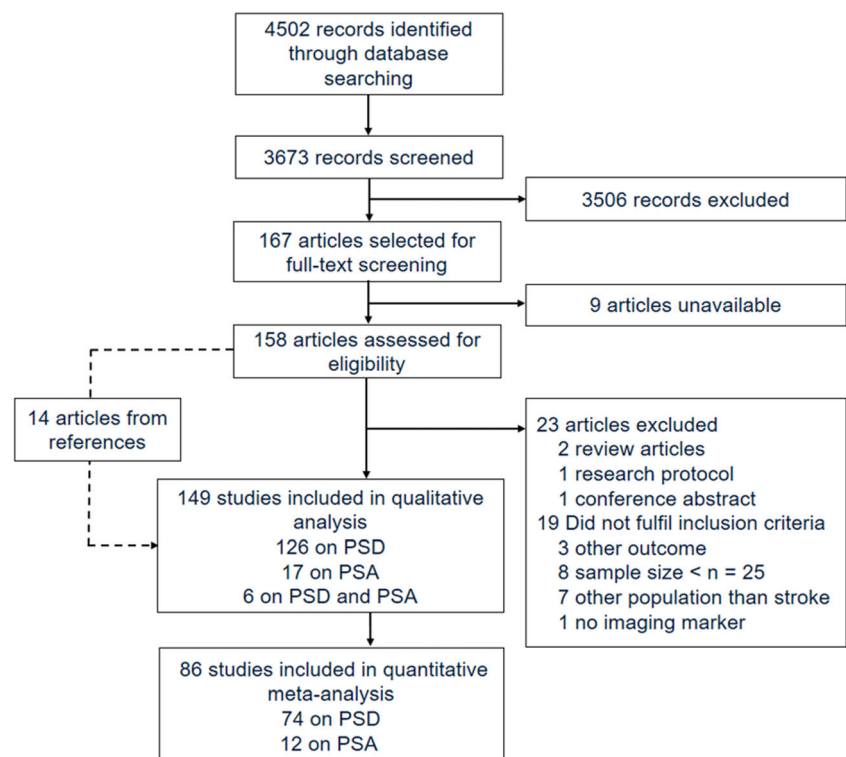 4502 records identified
through database
searching
3673 records screened
3506 records excluded
167 articles selected for
full-text screening
9 articles unavailable
158 articles assessed for
eligibility
14 articles from
references
23 articles excluded
2 review articles
1 research protocol
1 conference abstract
19 Did not fulfil inclusion criteria
3 other outcome
8 sample size < n = 25
7 other population than stroke
1 no imaging marker
149 studies included in qualitative
analysis
126 on PSD
17 on PSA
6 on PSD and PSA
86 studies included in quantitative
meta-analysis
74 on PSD
12 on PSA